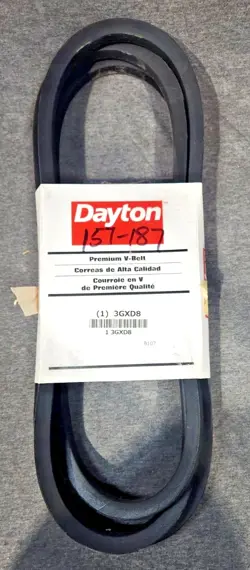 Dayton
157-187
Premium V-Belt
Correas de Alta Calidad
Courroie en V
de Première Qualité
(1) 3GXD8
1 3GXD8